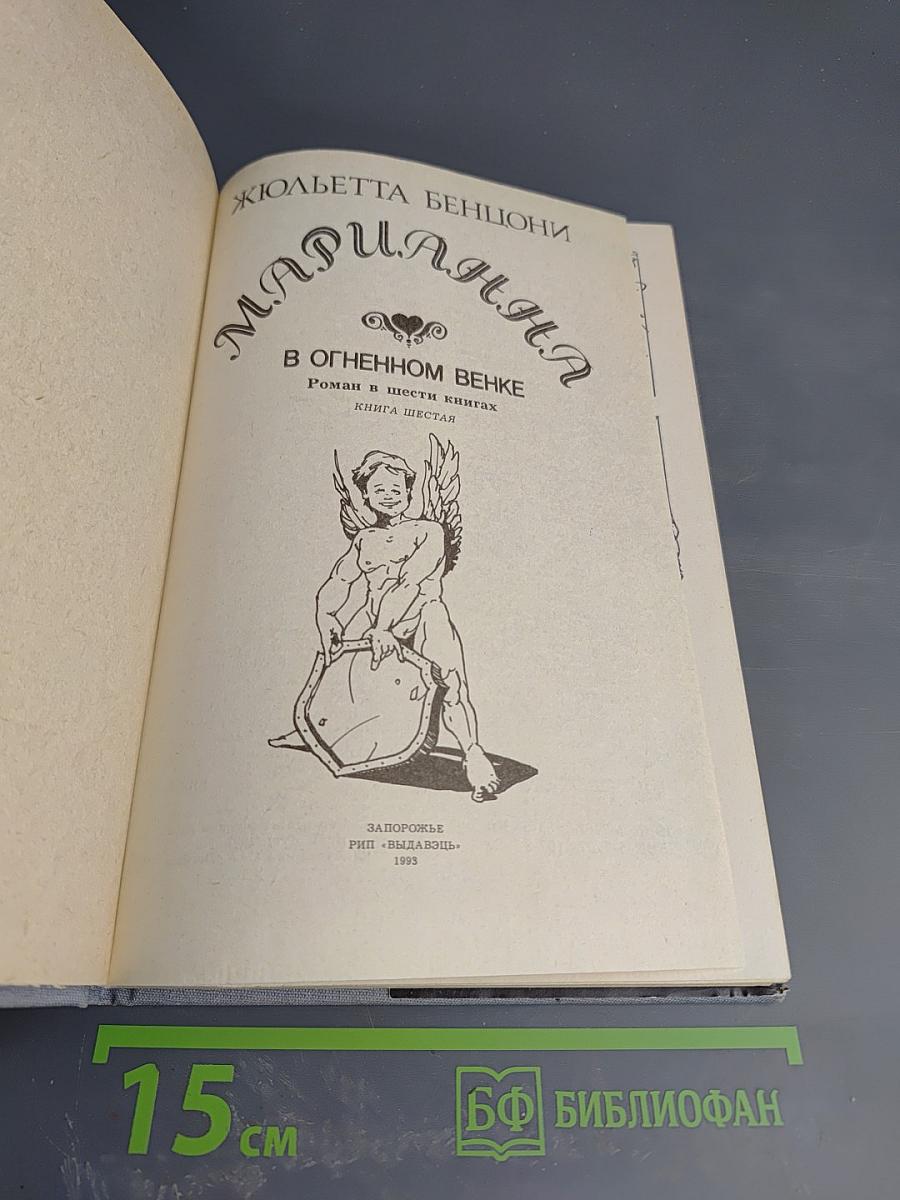 ЖЮЛЬЕТТА БЕНЦОНИ
МАРИАННА
В ОГНЕННОМ ВЕНКЕ
Роман в шести книгах
КНИГА ШЕСТАЯ
ЗАПОРОЖЬЕ
РИП «ВЫДАВЭЦЬ»
1993
15 см
БФ БИБЛИОФАН